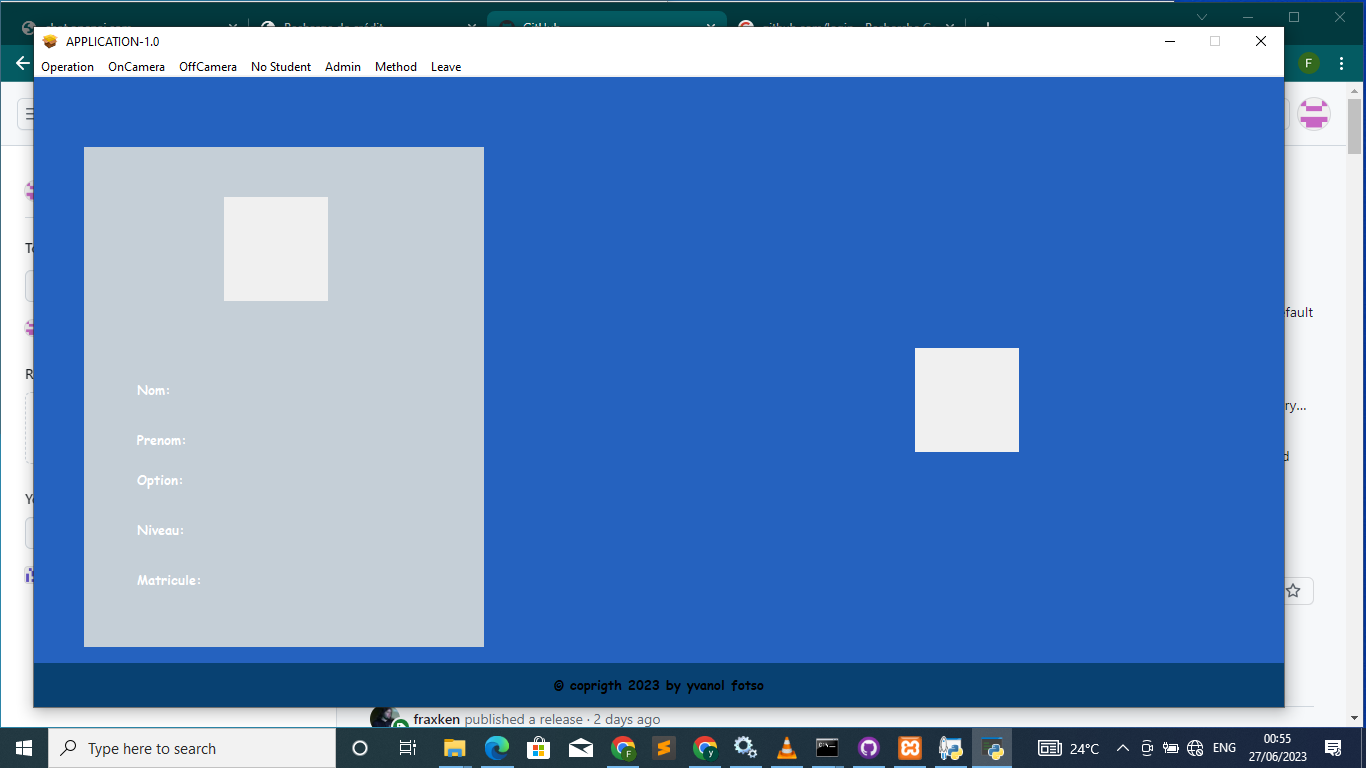 APPLICATION-1.0
Operation OnCamera OffCamera No Student Admin Method Leave
F
Nom:
Prenom:
Option:
Niveau:
Matricule:
© coprigth 2023 by yvanol fotso
fraxken published a release · 2 days ago
Type here to search
24°C
ENG
00:55
27/06/2023